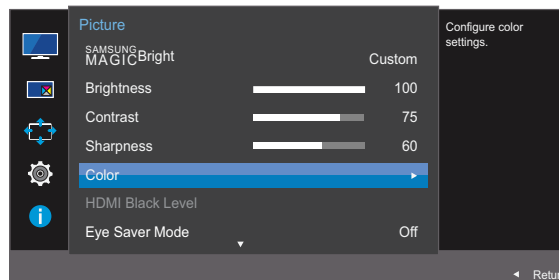 Picture
SAMSUNG
MAGICBright Custom
Brightness 100
Contrast 75
Sharpness 60
Color
HDMI Black Level
Eye Saver Mode Off
Configure color
settings.